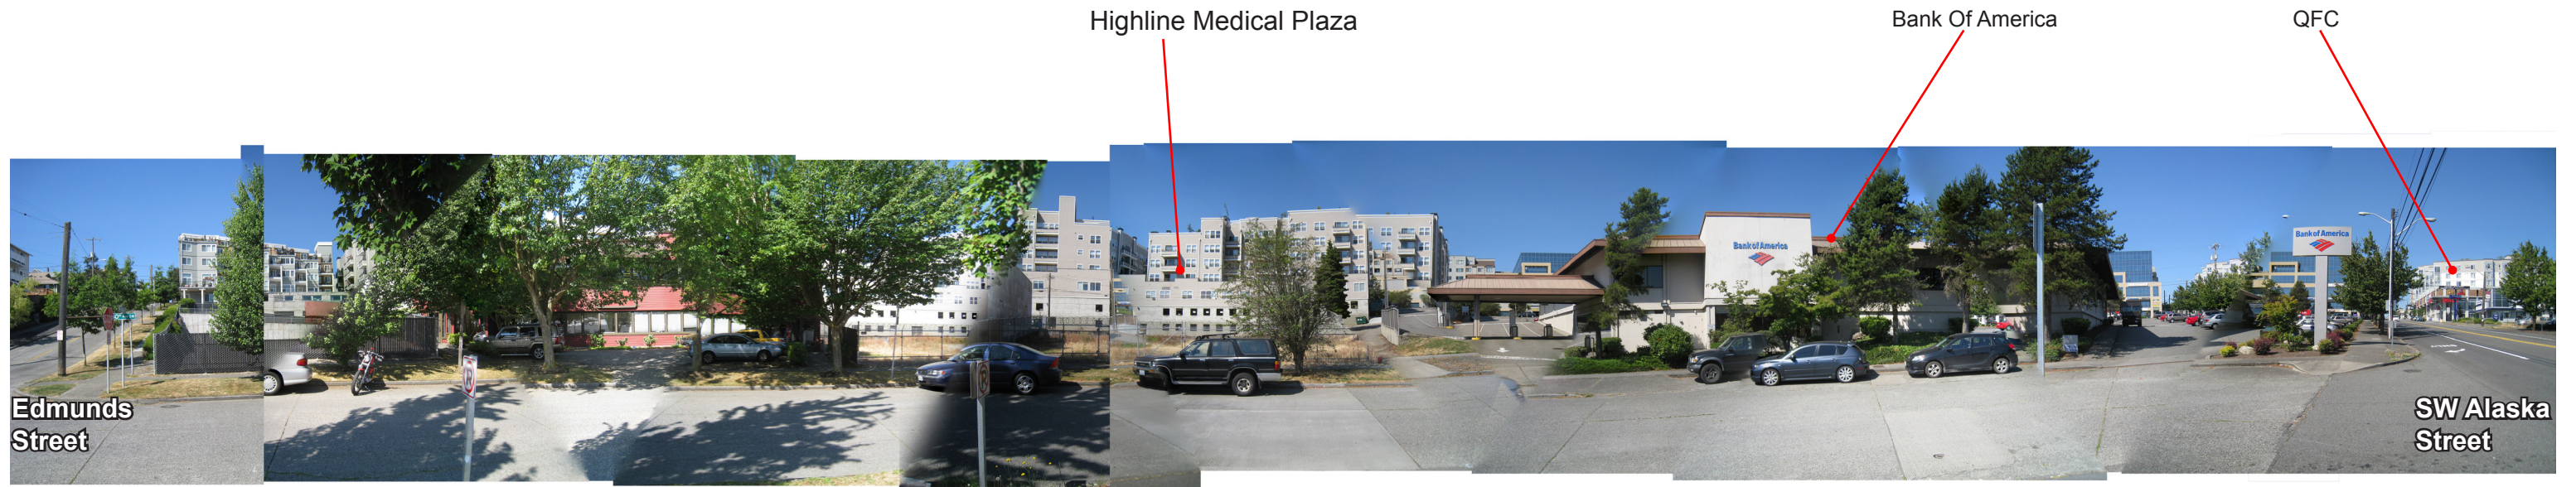 Highline Medical Plaza
Bank Of America
QFC
Bank of America
Bank of America
Edmunds
Street
SW Alaska
Street